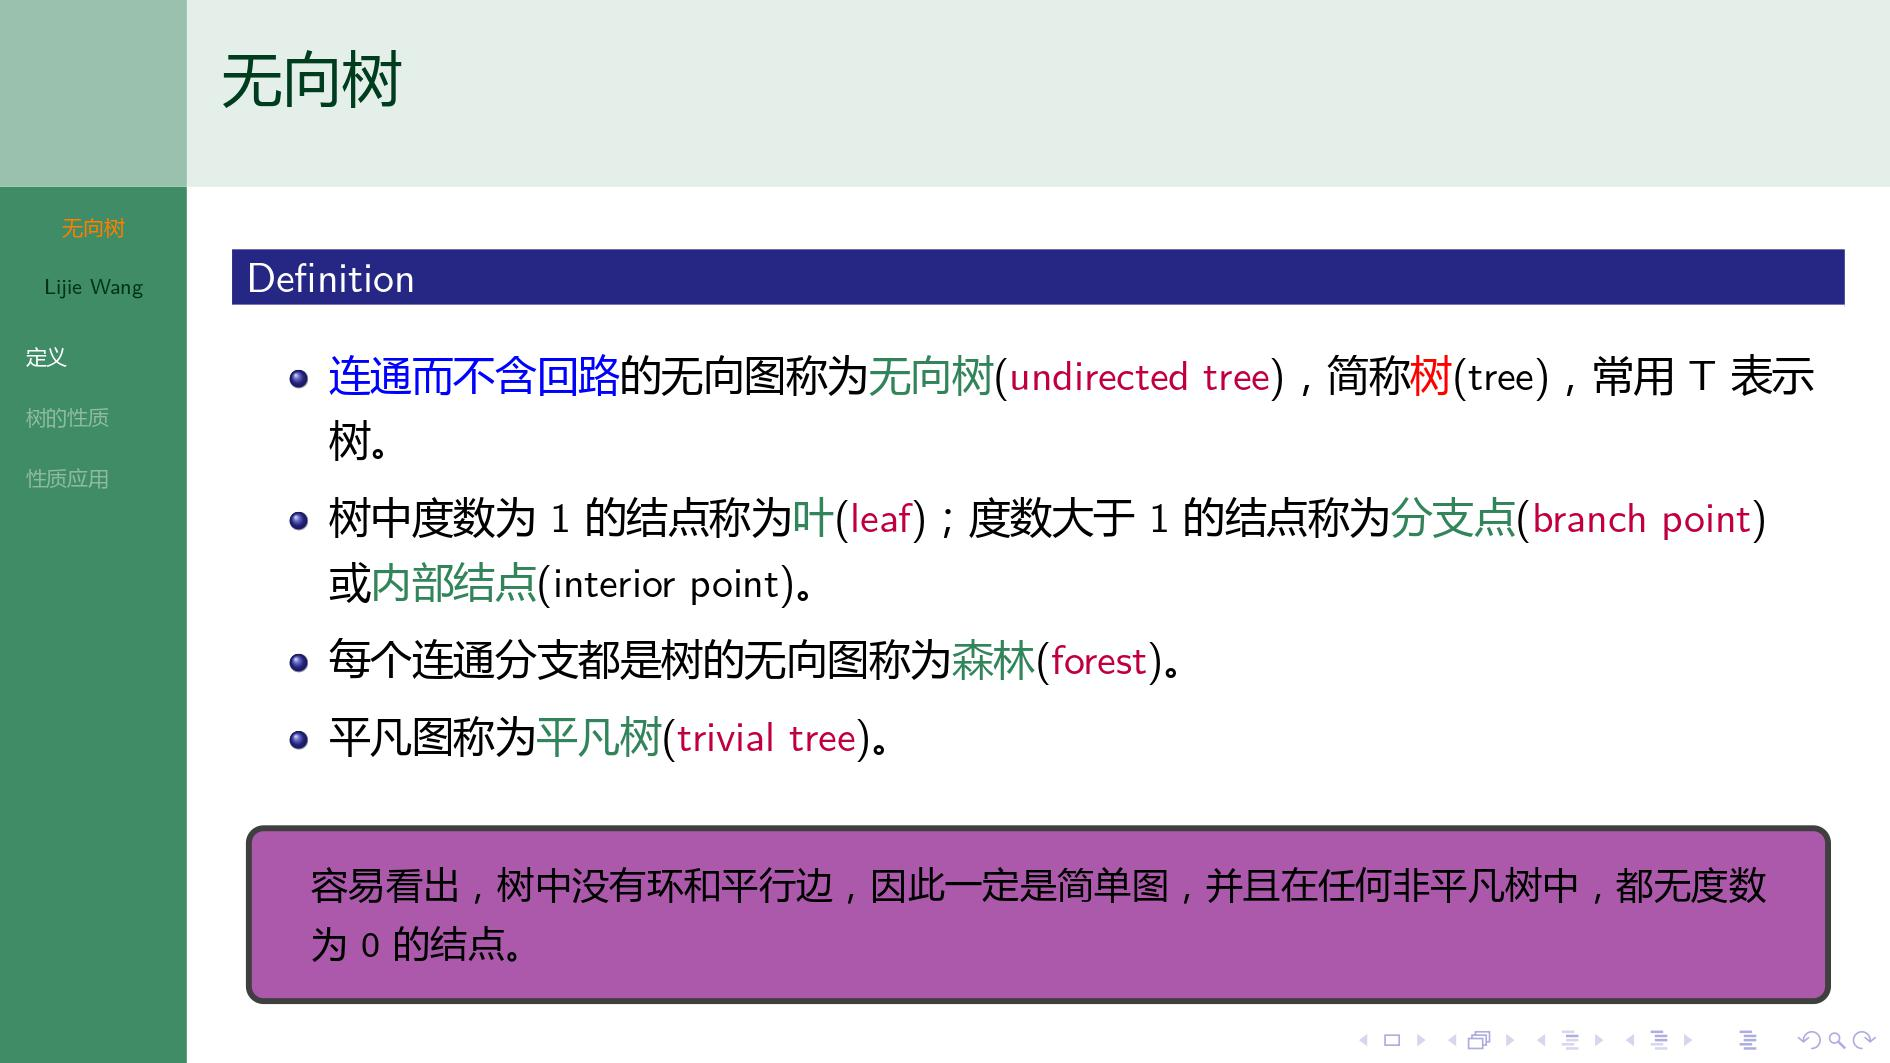 无向树
无向树
Lijie Wang
定义
树的性质
性质应用
Definition
连通而不含回路的无向图称为无向树(undirected tree)，简称树(tree)，常用 T 表示
树。
树中度数为 1 的结点称为叶(leaf)；度数大于 1 的结点称为分支点(branch point)
或内部结点(interior point)。
每个连通分支都是树的无向图称为森林(forest)。
平凡图称为平凡树(trivial tree)。
容易看出，树中没有环和平行边，因此一定是简单图，并且在任何非平凡树中，都无度数
为 0 的结点。